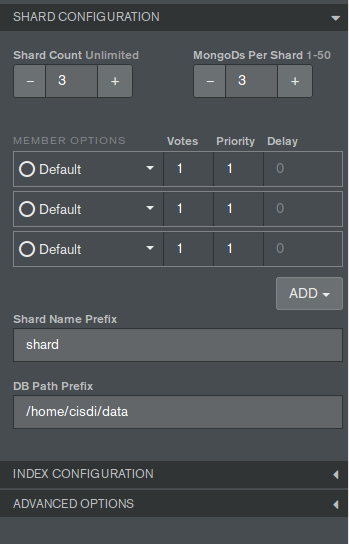 SHARD CONFIGURATION
Shard Count Unlimited MongoDs Per Shard 1-50
– 3 + – 3 +
MEMBER OPTIONS Votes Priority Delay
Default 1 1 0
Default 1 1 0
Default 1 1 0
ADD
Shard Name Prefix
shard
DB Path Prefix
/home/cisdi/data
INDEX CONFIGURATION
ADVANCED OPTIONS